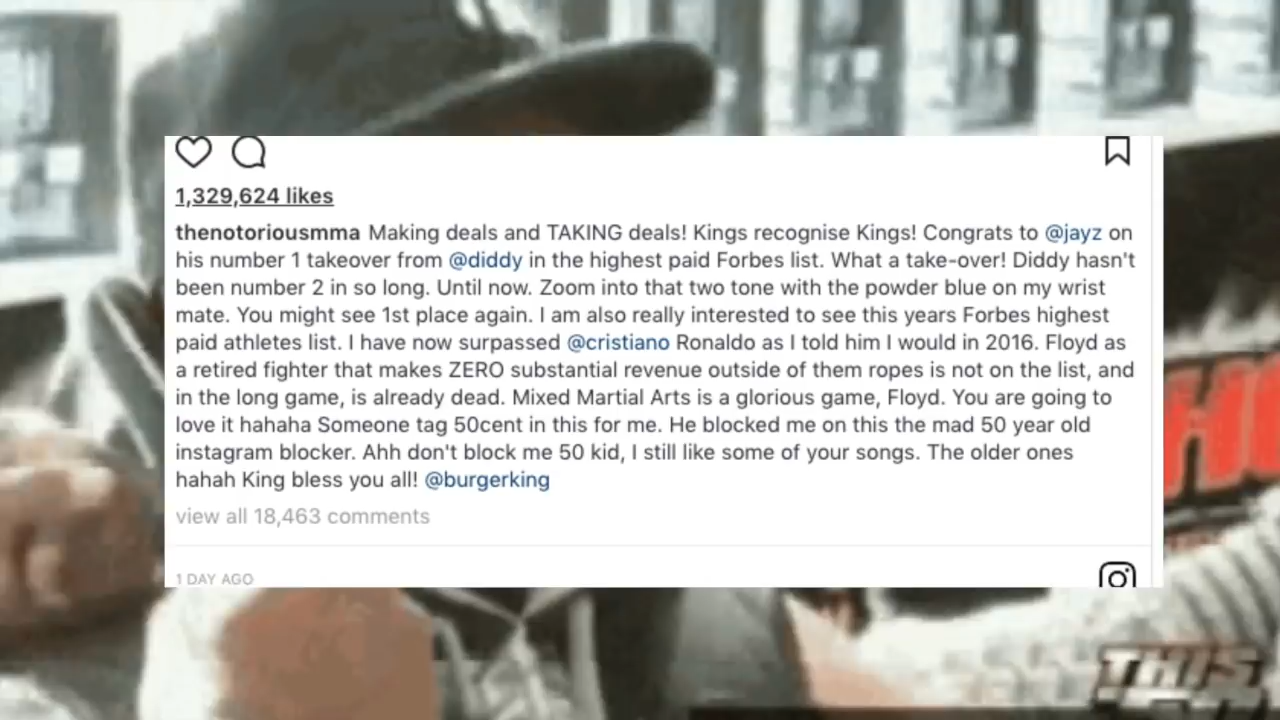 1,329,624 likes
thenotoriousmma Making deals and TAKING deals! Kings recognise Kings! Congrats to @jayz on
his number 1 takeover from @diddy in the highest paid Forbes list. What a take-over! Diddy hasn't
been number 2 in so long. Until now. Zoom into that two tone with the powder blue on my wrist
mate. You might see 1st place again. I am also really interested to see this years Forbes highest
paid athletes list. I have now surpassed @cristiano Ronaldo as I told him I would in 2016. Floyd as
a retired fighter that makes ZERO substantial revenue outside of them ropes is not on the list, and
in the long game, is already dead. Mixed Martial Arts is a glorious game, Floyd. You are going to
love it hahaha Someone tag 50cent in this for me. He blocked me on this the mad 50 year old
instagram blocker. Ahh don't block me 50 kid, I still like some of your songs. The older ones
hahah King bless you all! @burgerking
view all 18,463 comments
1 DAY AGO
THIS